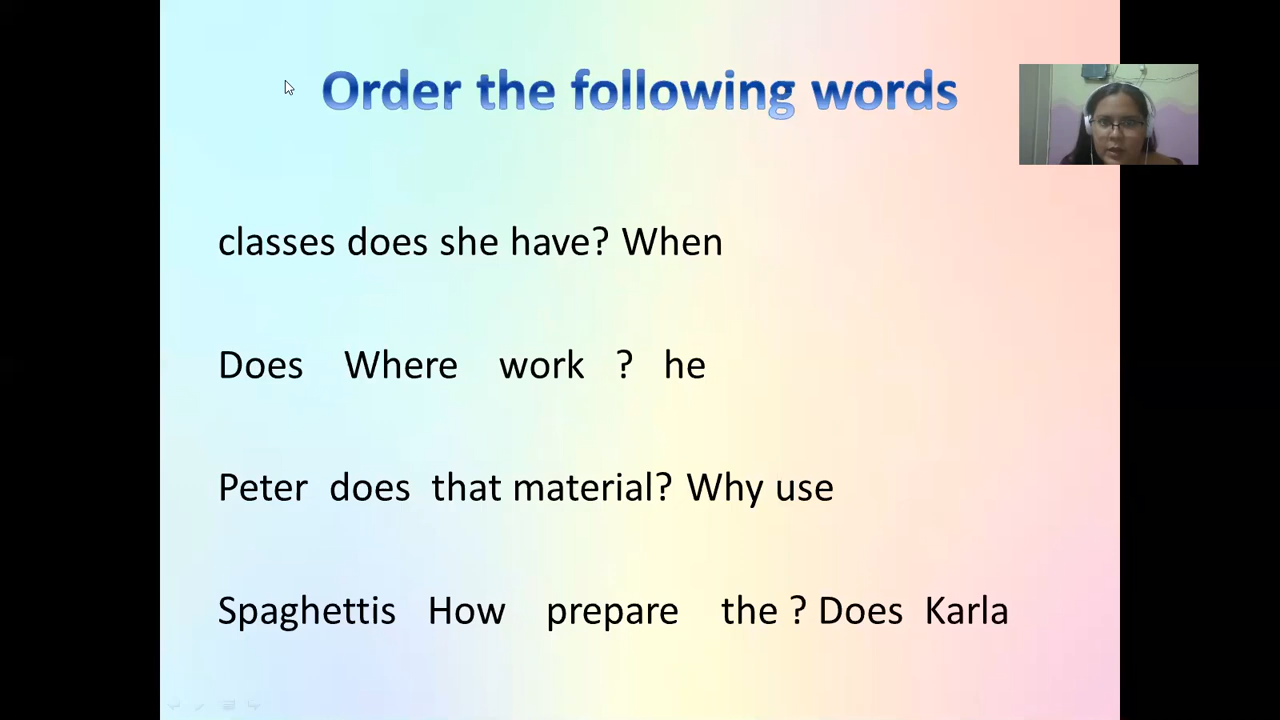 Order the following words
classes does she have? When
Does Where work ? he
Peter does that material? Why use
Spaghettis How prepare the ? Does Karla